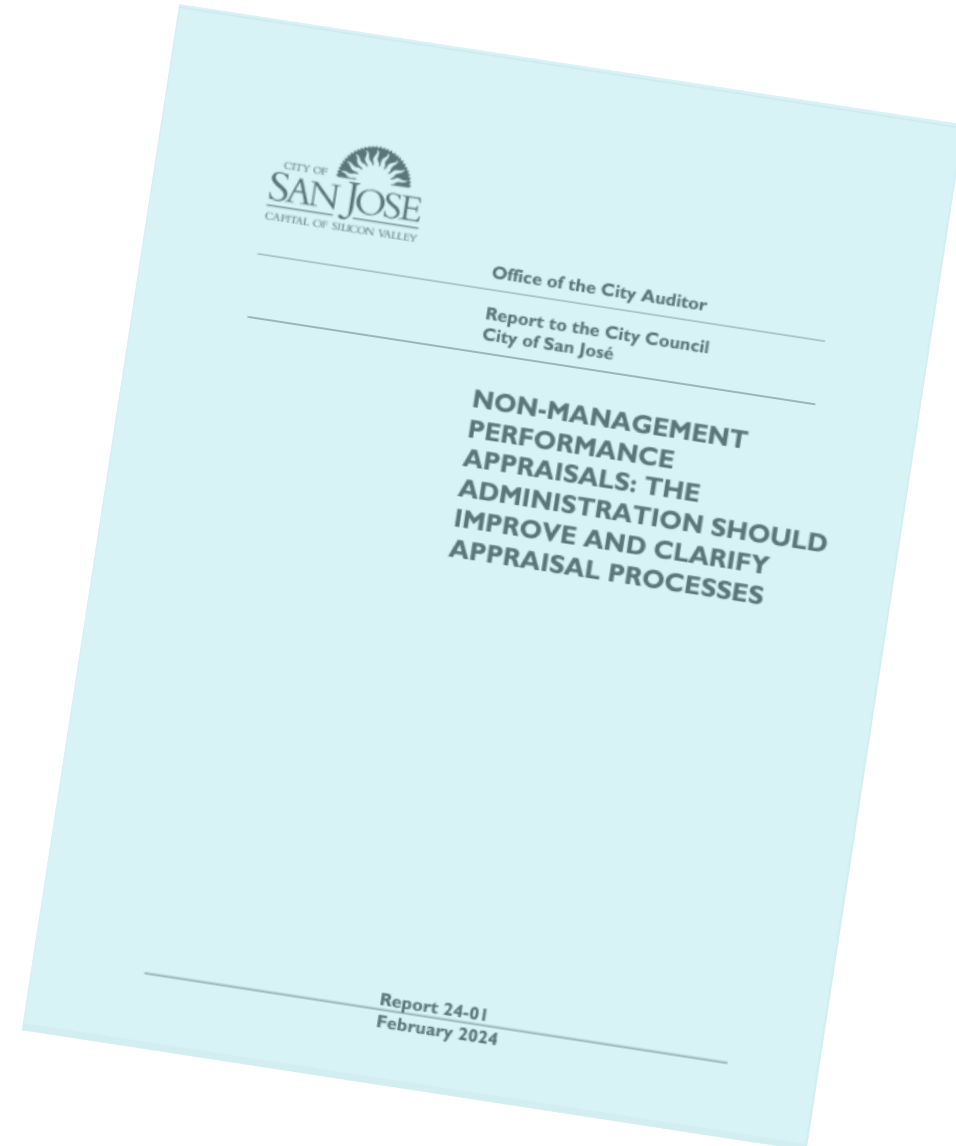 CITY OF
SAN JOSE
CAPITAL OF SILICON VALLEY
Office of the City Auditor
Report to the City Council
City of San José
NON-MANAGEMENT
PERFORMANCE
APPRAISALS: THE
ADMINISTRATION SHOULD
IMPROVE AND CLARIFY
APPRAISAL PROCESSES
Report 24-01
February 2024